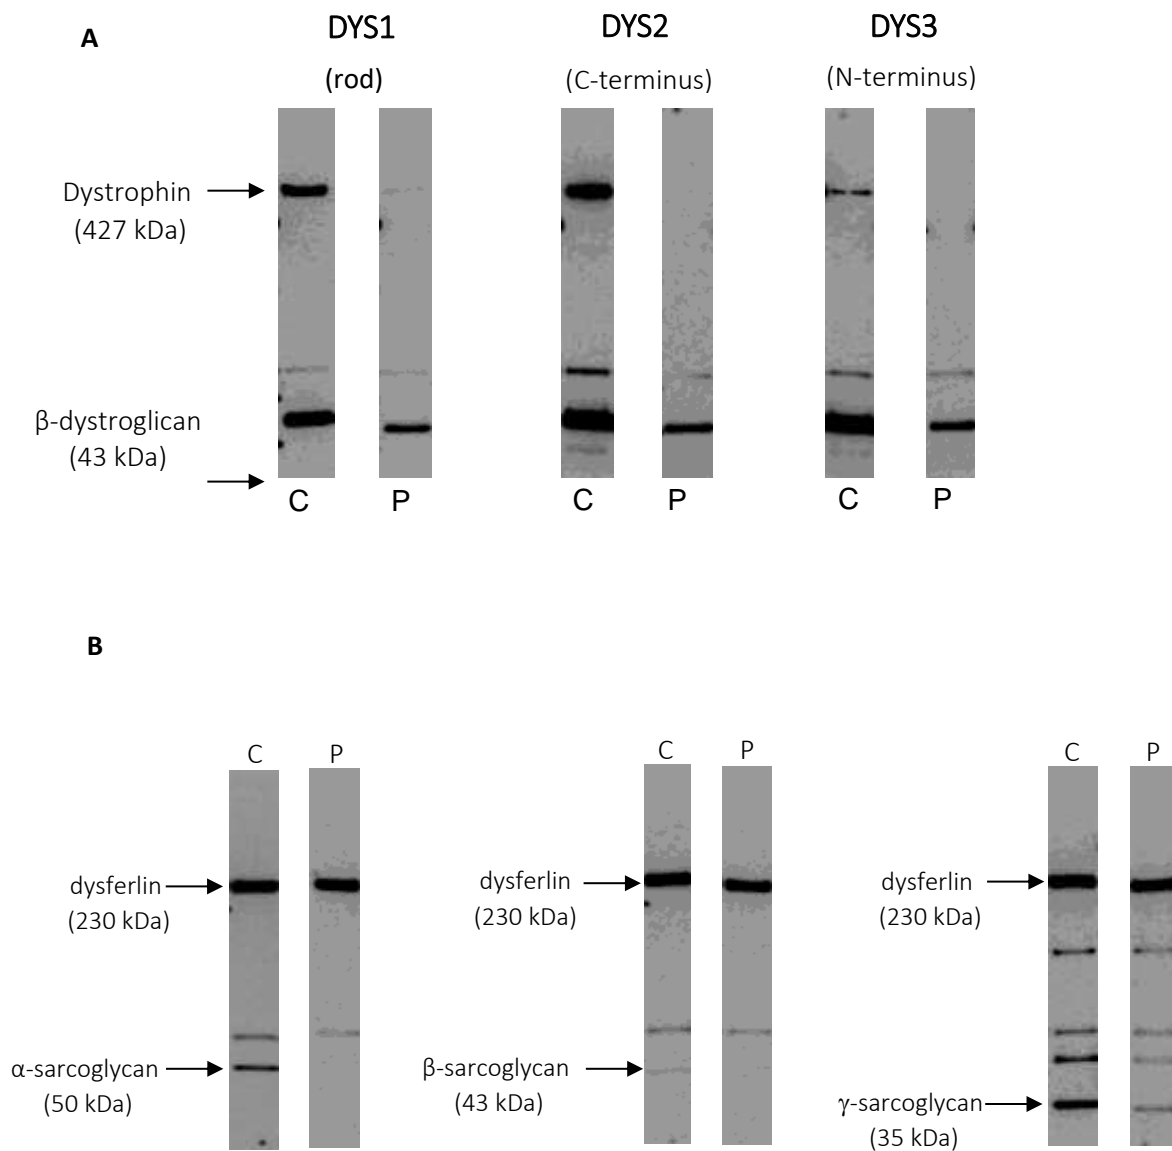 A
DYS1
DYS2
DYS3
(rod)
(C-terminus)
(N-terminus)
Dystrophin
(427 kDa)
β-dystroglican
(43 kDa)
C
P
C
P
C
P
B
C
P
C
P
C
P
dysferlin
(230 kDa)
dysferlin
(230 kDa)
dysferlin
(230 kDa)
α-sarcoglycan
(50 kDa)
β-sarcoglycan
(43 kDa)
γ-sarcoglycan
(35 kDa)